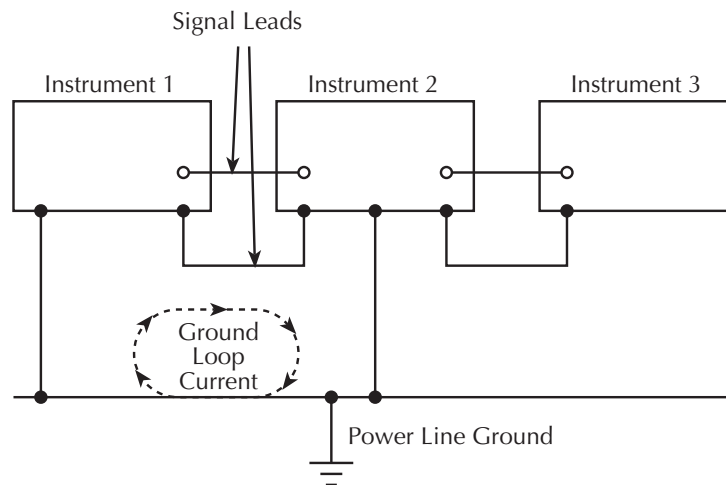 Signal Leads
Instrument 1
Instrument 2
Instrument 3
Ground
Loop
Current
Power Line Ground